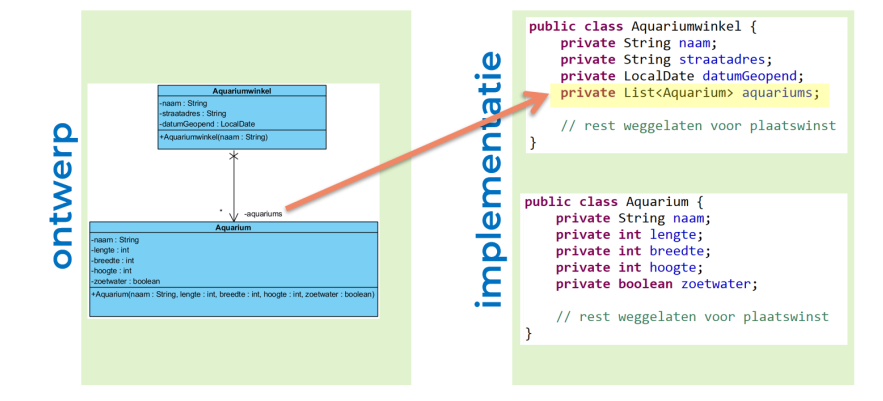 ontwerp
Aquariumwinkel
-naam : String
-straatadres : String
-datumGeopend : LocalDate
+Aquariumwinkel(naam : String)
*
-aquariums
Aquarium
-naam : String
-lengte : int
-breedte : int
-hoogte : int
-zoetwater : boolean
+Aquarium(naam : String, lengte : int, breedte : int, hoogte : int, zoetwater : boolean)
implementatie
public class Aquariumwinkel {
    private String naam;
    private String straatadres;
    private LocalDate datumGeopend;
    private List<Aquarium> aquariums;
    // rest weggelaten voor plaatswinst
}
public class Aquarium {
    private String naam;
    private int lengte;
    private int breedte;
    private int hoogte;
    private boolean zoetwater;
    // rest weggelaten voor plaatswinst
}